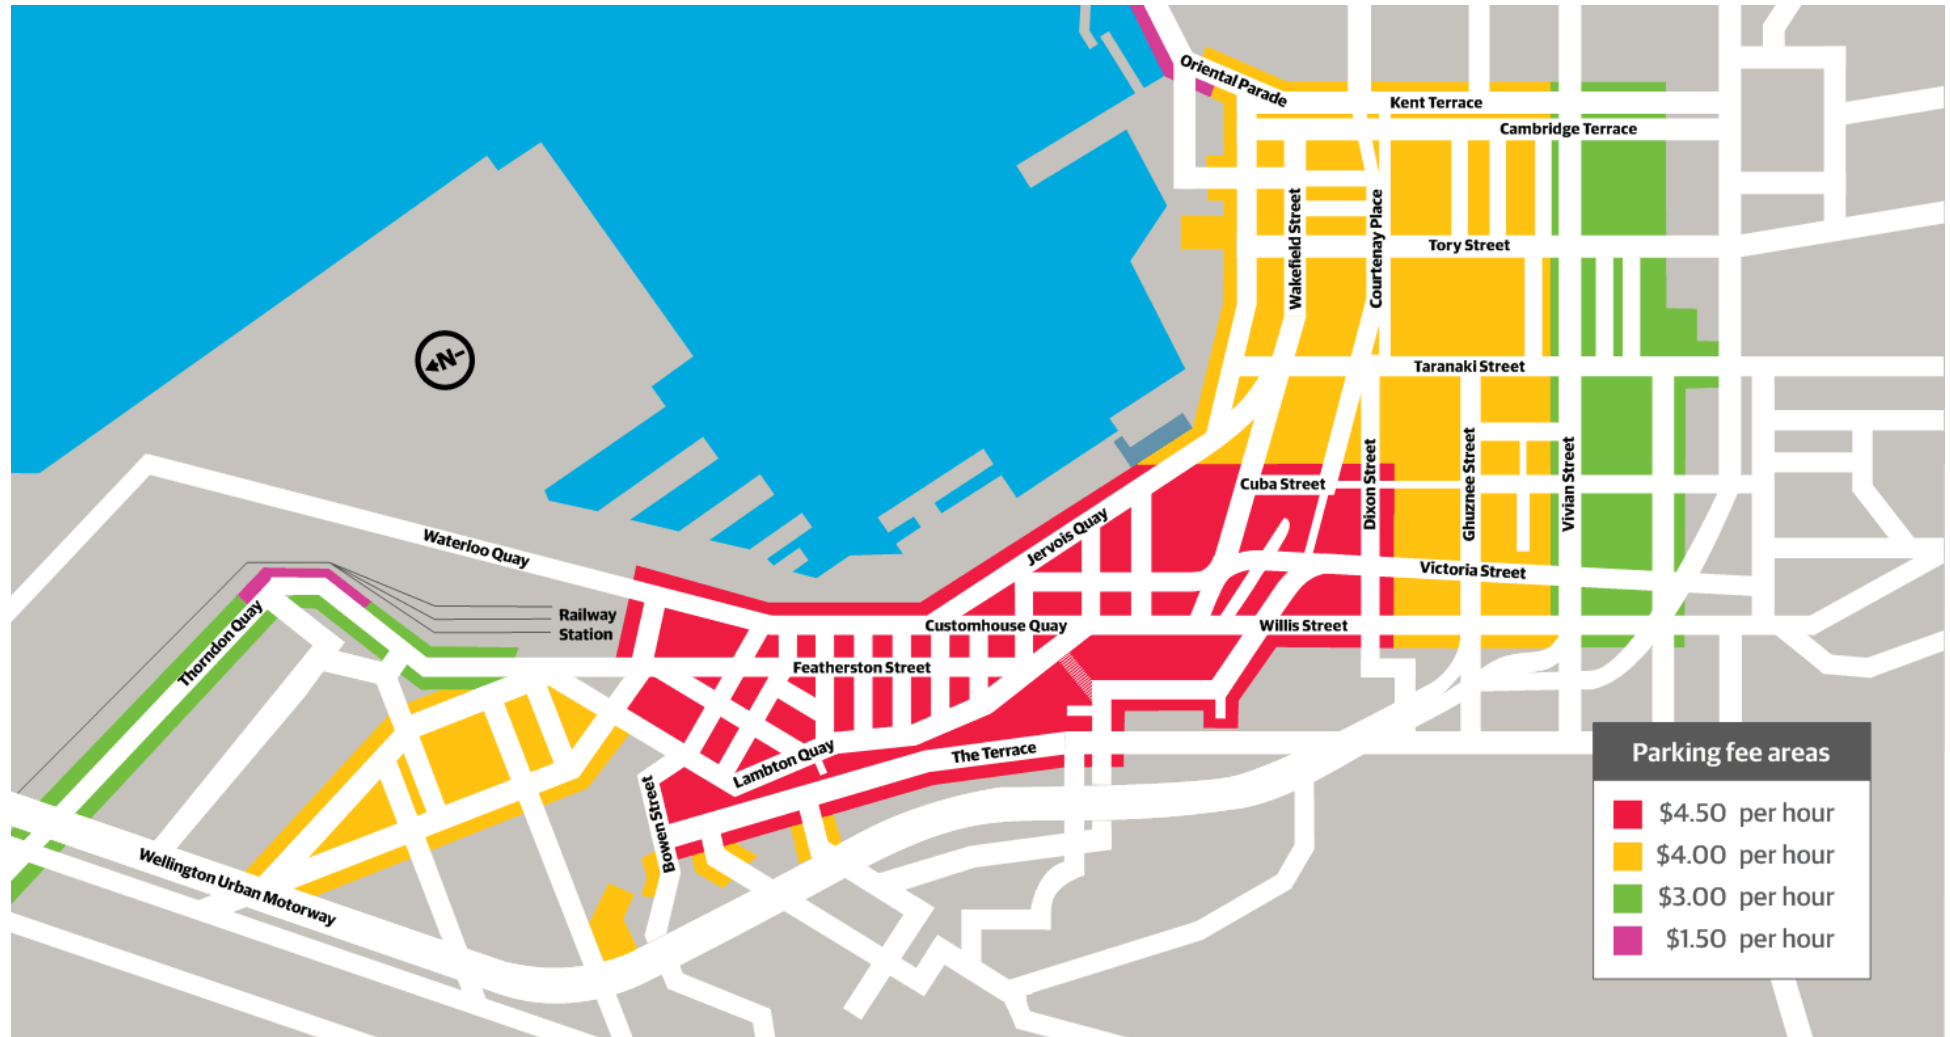 Oriental Parade
Kent Terrace
Cambridge Terrace
Wakefield Street
Courtenay Place
Tory Street
N
Taranaki Street
Cuba Street
Dixon Street
Ghuznee Street
Vivian Street
Jervois Quay
Waterloo Quay
Victoria Street
Railway
Station
Thorndon Quay
Customhouse Quay
Willis Street
Featherston Street
Lambton Quay
The Terrace
Bowen Street
Wellington Urban Motorway
Parking fee areas
$4.50 per hour
$4.00 per hour
$3.00 per hour
$1.50 per hour